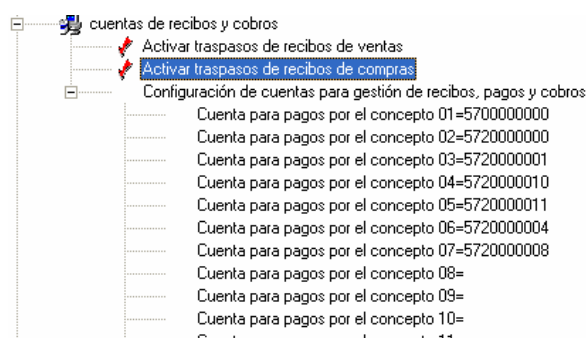 cuentas de recibos y cobros
Activar traspasos de recibos de ventas
Activar traspasos de recibos de compras
Configuración de cuentas para gestión de recibos, pagos y cobros
Cuenta para pagos por el concepto 01=5700000000
Cuenta para pagos por el concepto 02=5720000000
Cuenta para pagos por el concepto 03=5720000001
Cuenta para pagos por el concepto 04=5720000010
Cuenta para pagos por el concepto 05=5720000011
Cuenta para pagos por el concepto 06=5720000004
Cuenta para pagos por el concepto 07=5720000008
Cuenta para pagos por el concepto 08=
Cuenta para pagos por el concepto 09=
Cuenta para pagos por el concepto 10=